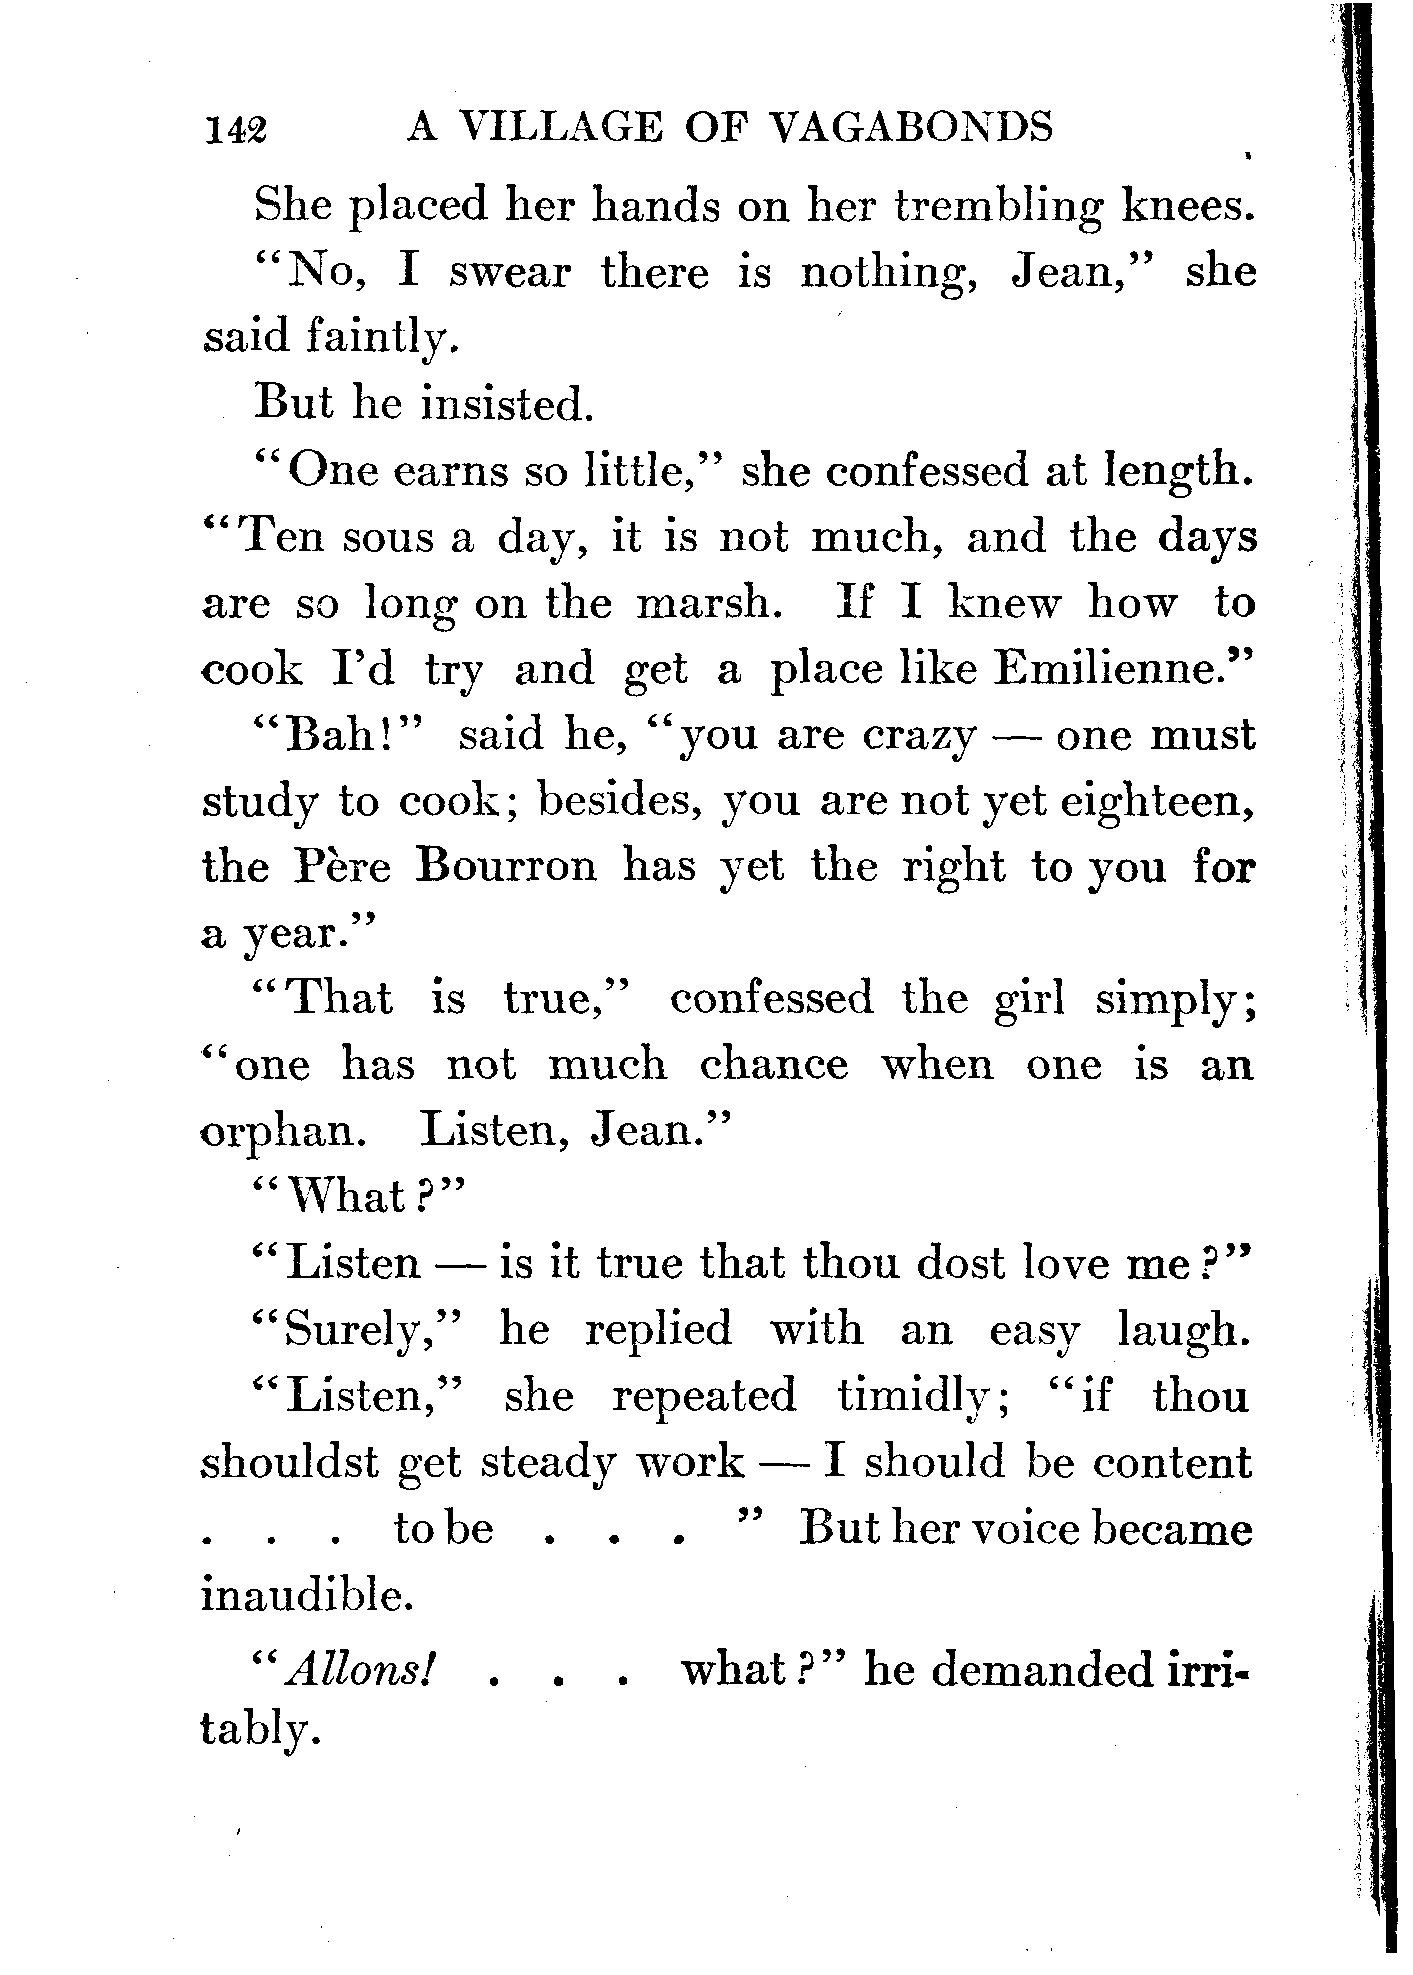 142 A VILLAGE OF VAGABONDS
She placed her hands on her trembling knees.
“No, I swear there is nothing, Jean,” she
said faintly.
But he insisted.
“One earns so little,” she confessed at length.
“Ten sous a day, it is not much, and the days
are so long on the marsh. If I knew how to
cook I’d try and get a place like Emilienne.”
“Bah!” said he, “you are crazy — one must
study to cook; besides, you are not yet eighteen,
the Père Bourron has yet the right to you for
a year.”
“That is true,” confessed the girl simply;
“one has not much chance when one is an
orphan. Listen, Jean.”
“What?”
“Listen — is it true that thou dost love me?”
“Surely,” he replied with an easy laugh.
“Listen,” she repeated timidly; “if thou
shouldst get steady work — I should be content
. . . to be . . . ” But her voice became
inaudible.
“Allons! . . . what?” he demanded irri-
tably.